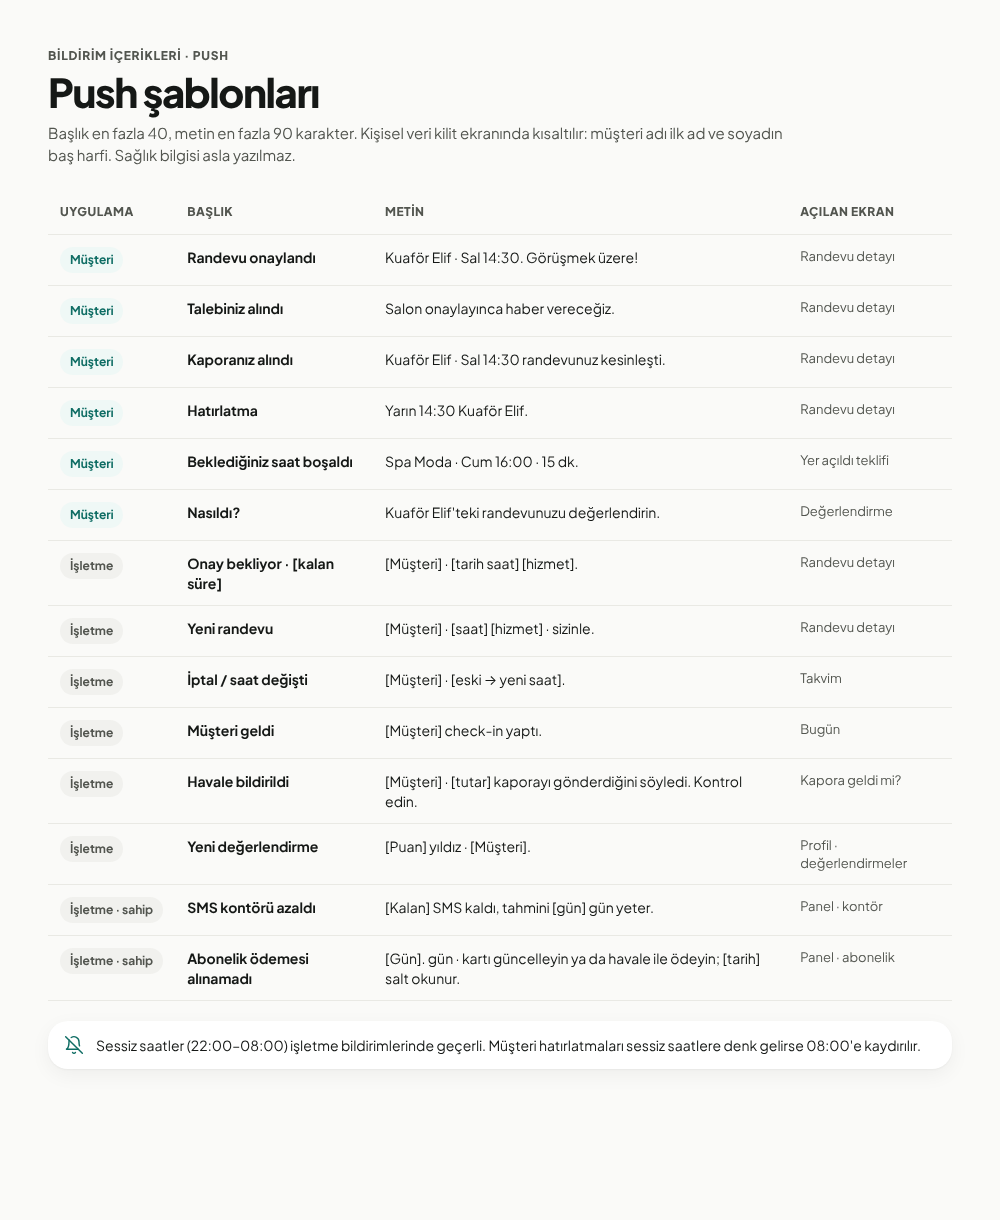 BİLDİRİM İÇERİKLERİ · PUSH
Push şablonları
Başlık en fazla 40, metin en fazla 90 karakter. Kişisel veri kilit ekranında kısaltılır: müşteri adı ilk ad ve soyadın
baş harfi. Sağlık bilgisi asla yazılmaz.
UYGULAMA BAŞLIK METİN AÇILAN EKRAN
Müşteri Randevu onaylandı Kuaför Elif · Sal 14:30. Görüşmek üzere! Randevu detayı
Müşteri Talebiniz alındı Salon onaylayınca haber vereceğiz. Randevu detayı
Müşteri Kaporanız alındı Kuaför Elif · Sal 14:30 randevunuz kesinleşti. Randevu detayı
Müşteri Hatırlatma Yarın 14:30 Kuaför Elif. Randevu detayı
Müşteri Beklediğiniz saat boşaldı Spa Moda · Cum 16:00 · 15 dk. Yer açıldı teklifi
Müşteri Nasıldı? Kuaför Elif'teki randevunuzu değerlendirin. Değerlendirme
İşletme Onay bekliyor · [kalan [Müşteri] · [tarih saat] [hizmet]. Randevu detayı
süre]
İşletme Yeni randevu [Müşteri] · [saat] [hizmet] · sizinle. Randevu detayı
İşletme İptal / saat değişti [Müşteri] · [eski → yeni saat]. Takvim
İşletme Müşteri geldi [Müşteri] check-in yaptı. Bugün
İşletme Havale bildirildi [Müşteri] · [tutar] kaporayı gönderdiğini söyledi. Kontrol Kapora geldi mi?
edin.
İşletme Yeni değerlendirme [Puan] yıldız · [Müşteri]. Profil ·
değerlendirmeler
İşletme · sahip SMS kontörü azaldı [Kalan] SMS kaldı, tahmini [gün] gün yeter. Panel · kontör
İşletme · sahip Abonelik ödemesi [Gün]. gün · kartı güncelleyin ya da havale ile ödeyin; [tarih] Panel · abonelik
alınamadı salt okunur.
Sessiz saatler (22:00–08:00) işletme bildirimlerinde geçerli. Müşteri hatırlatmaları sessiz saatlere denk gelirse 08:00'e kaydırılır.